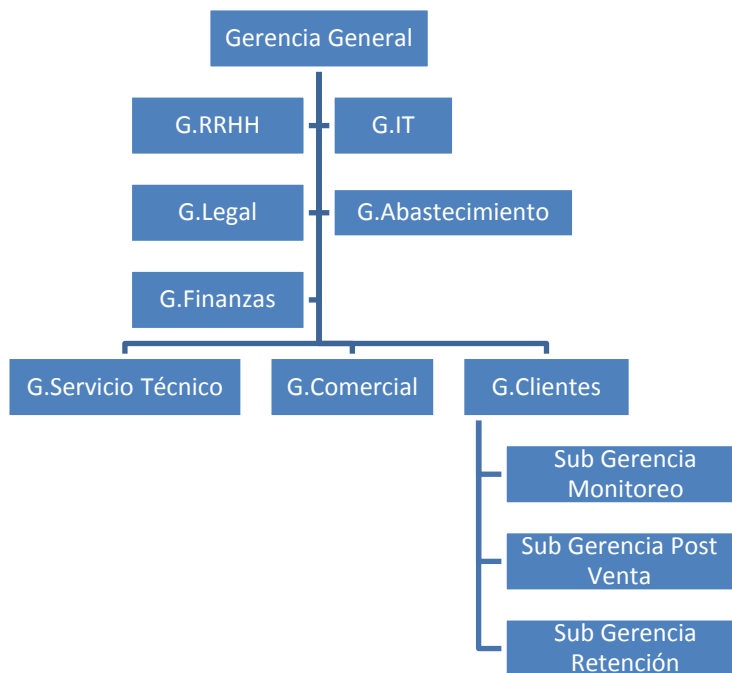 Gerencia General
G.RRHH
G.IT
G.Legal
G.Abastecimiento
G.Finanzas
G.Servicio Técnico
G.Comercial
G.Clientes
Sub Gerencia
Monitoreo
Sub Gerencia Post
Venta
Sub Gerencia
Retención